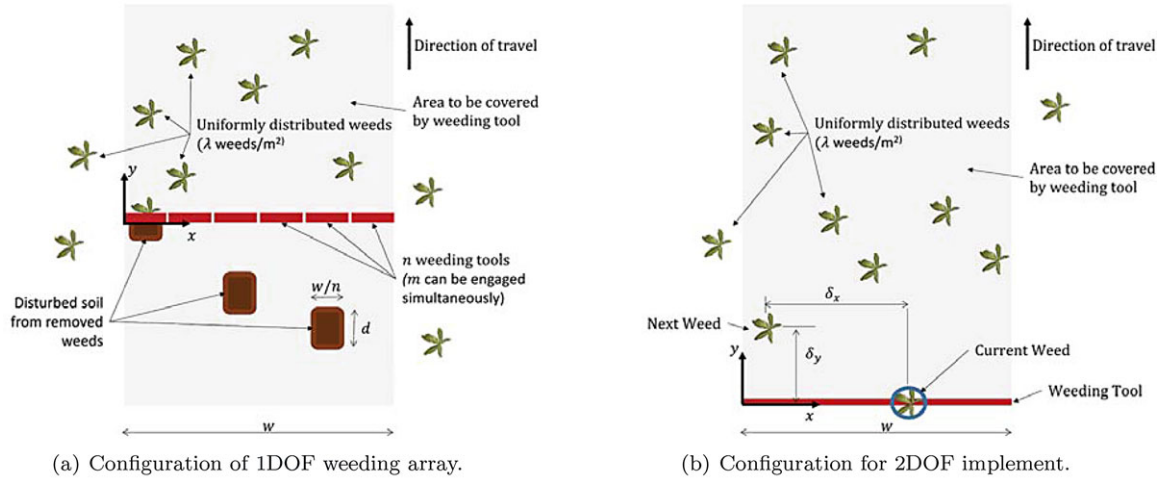 Direction of travel
Area to be covered
by weeding tool
Uniformly distributed weeds
(λ weeds/m²)
y
x
n weeding tools
(m can be engaged
simultaneously)
w/n
d
Disturbed soil
from removed
weeds
w
(a) Configuration of 1DOF weeding array.
Direction of travel
Uniformly distributed weeds
(λ weeds/m²)
Area to be covered
by weeding tool
δx
Next Weed
δy
Current Weed
y
x
Weeding Tool
w
(b) Configuration for 2DOF implement.